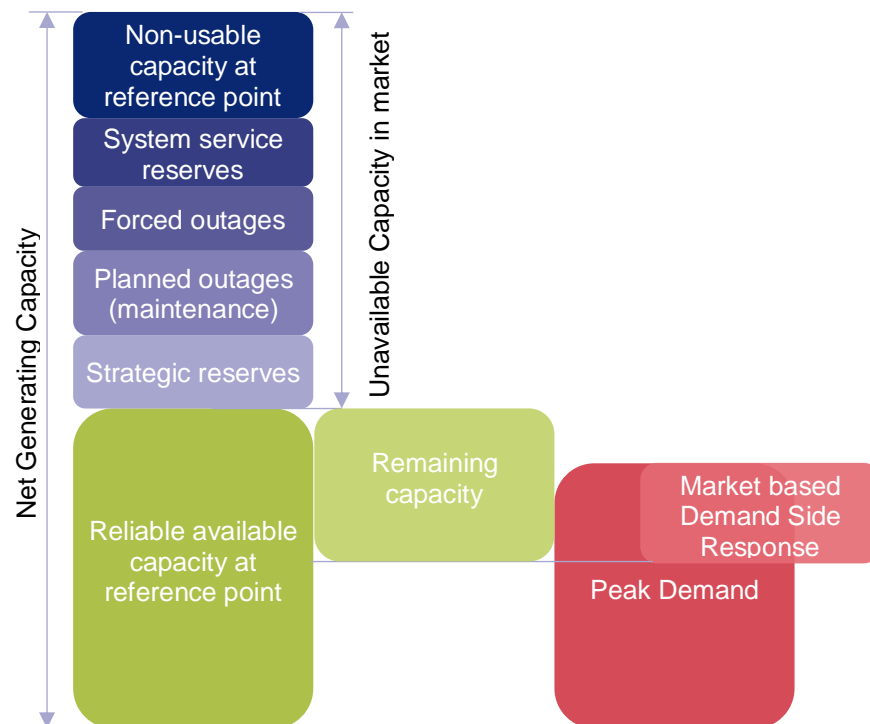 Non-usable
capacity at
reference point
System service
reserves
Forced outages
Planned outages
(maintenance)
Strategic reserves
Reliable available
capacity at
reference point
Net Generating Capacity
Unavailable Capacity in market
Remaining
capacity
Market based
Demand Side
Response
Peak Demand